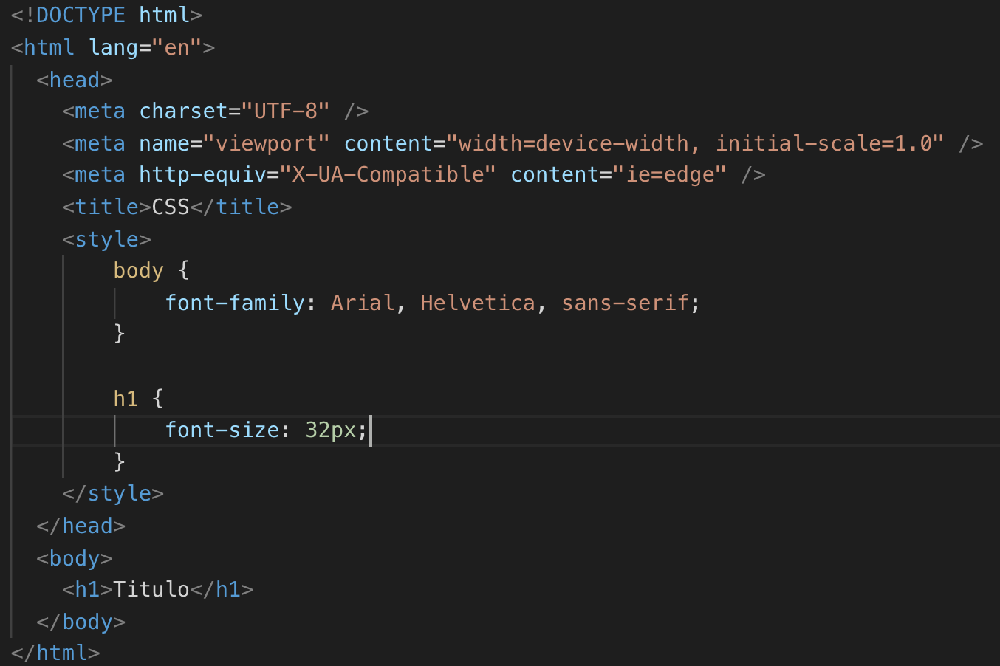 <!DOCTYPE html>
<html lang="en">
  <head>
    <meta charset="UTF-8" />
    <meta name="viewport" content="width=device-width, initial-scale=1.0" />
    <meta http-equiv="X-UA-Compatible" content="ie=edge" />
    <title>CSS</title>
    <style>
        body {
            font-family: Arial, Helvetica, sans-serif;
        }

        h1 {
            font-size: 32px;
        }
    </style>
  </head>
  <body>
    <h1>Titulo</h1>
  </body>
</html>